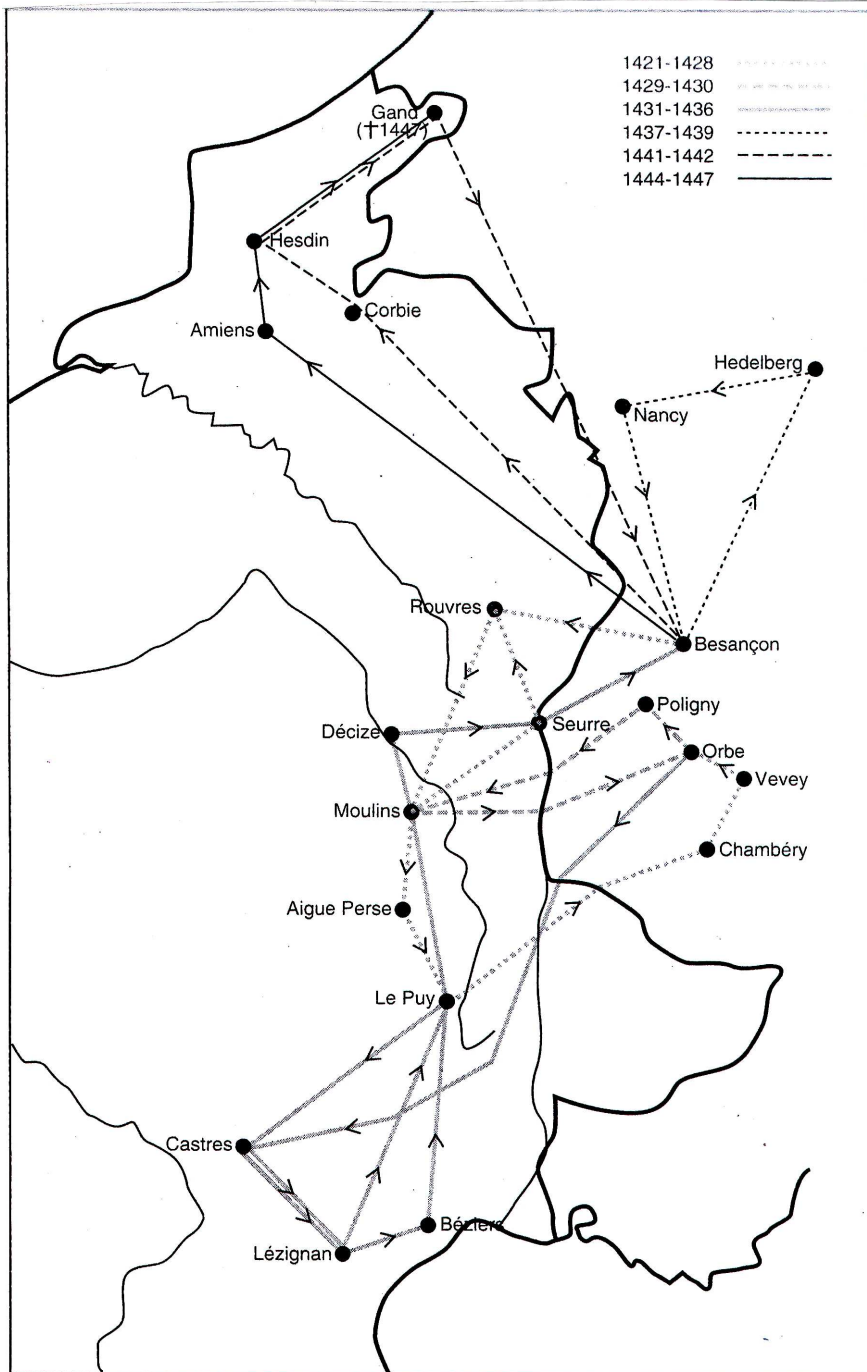 1421-1428
1429-1430
1431-1436
1437-1439
1441-1442
1444-1447
Gand
(†1447)
Hesdin
Corbie
Amiens
Hedelberg
Nancy
Rouvres
Besançon
Poligny
Décize
Seurre
Orbe
Vevey
Moulins
Chambéry
Aigue Perse
Le Puy
Castres
Béziers
Lézignan